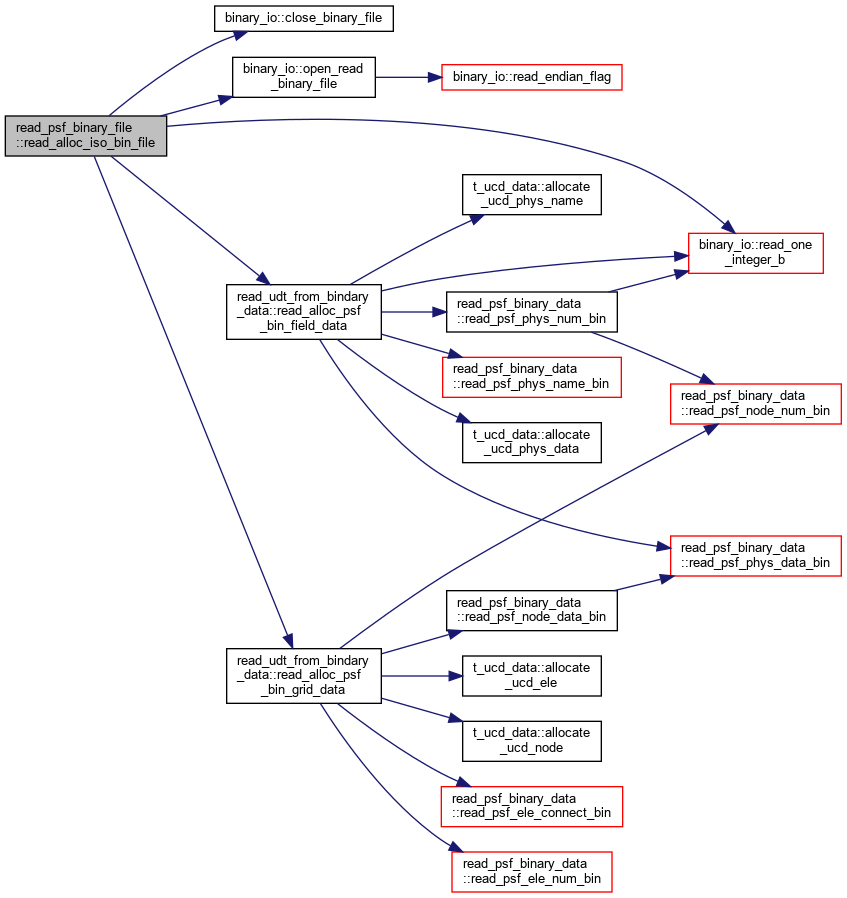 binary_io::close_binary_file
binary_io::open_read
_binary_file
binary_io::read_endian_flag
read_psf_binary_file
::read_alloc_iso_bin_file
t_ucd_data::allocate
_ucd_phys_name
binary_io::read_one
_integer_b
read_udt_from_bindary
_data::read_alloc_psf
_bin_field_data
read_psf_binary_data
::read_psf_phys_num_bin
read_psf_binary_data
::read_psf_phys_name_bin
read_psf_binary_data
::read_psf_node_num_bin
t_ucd_data::allocate
_ucd_phys_data
read_psf_binary_data
::read_psf_phys_data_bin
read_psf_binary_data
::read_psf_node_data_bin
read_udt_from_bindary
_data::read_alloc_psf
_bin_grid_data
t_ucd_data::allocate
_ucd_ele
t_ucd_data::allocate
_ucd_node
read_psf_binary_data
::read_psf_ele_connect_bin
read_psf_binary_data
::read_psf_ele_num_bin